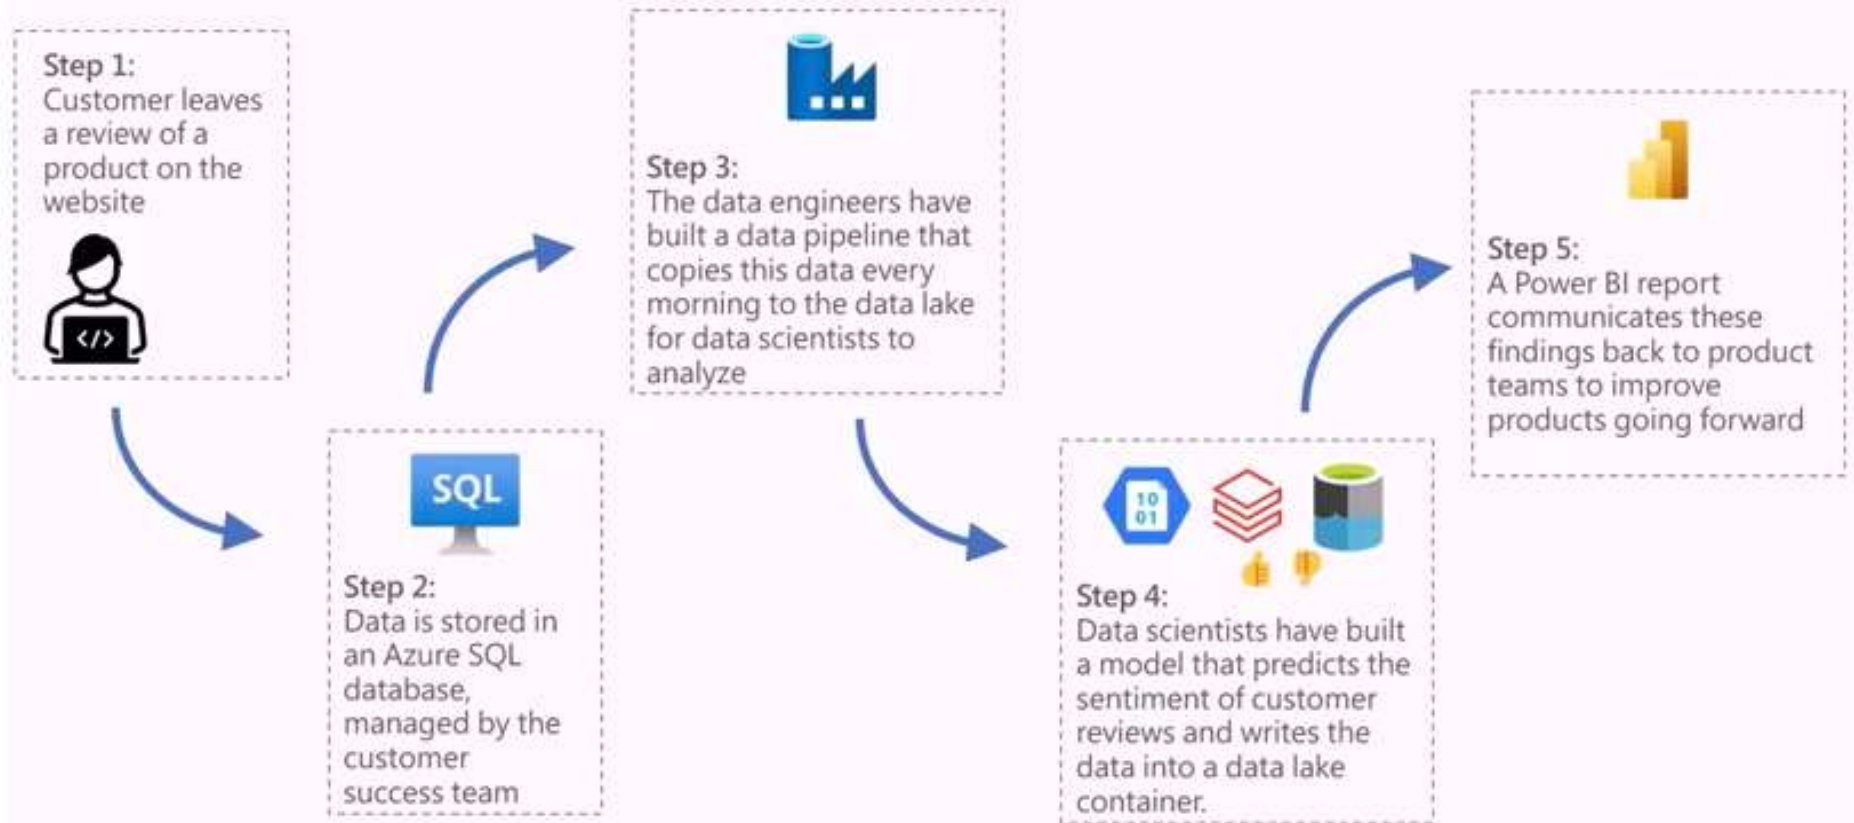 Step 1:
Customer leaves
a review of a
product on the
website
</>
SQL
Step 2:
Data is stored in
an Azure SQL
database,
managed by the
customer
success team
Step 3:
The data engineers have
built a data pipeline that
copies this data every
morning to the data lake
for data scientists to
analyze
10
01
Step 4:
Data scientists have built
a model that predicts the
sentiment of customer
reviews and writes the
data into a data lake
container.
Step 5:
A Power BI report
communicates these
findings back to product
teams to improve
products going forward